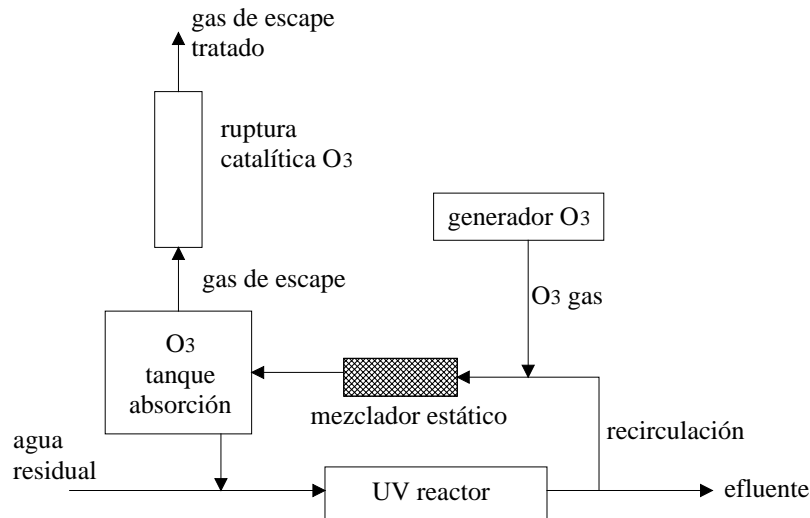 gas de escape
tratado
ruptura
catalítica O3
generador O3
gas de escape
O3 gas
O3
tanque
absorción
mezclador estático
recirculación
agua
residual
UV reactor
efluente